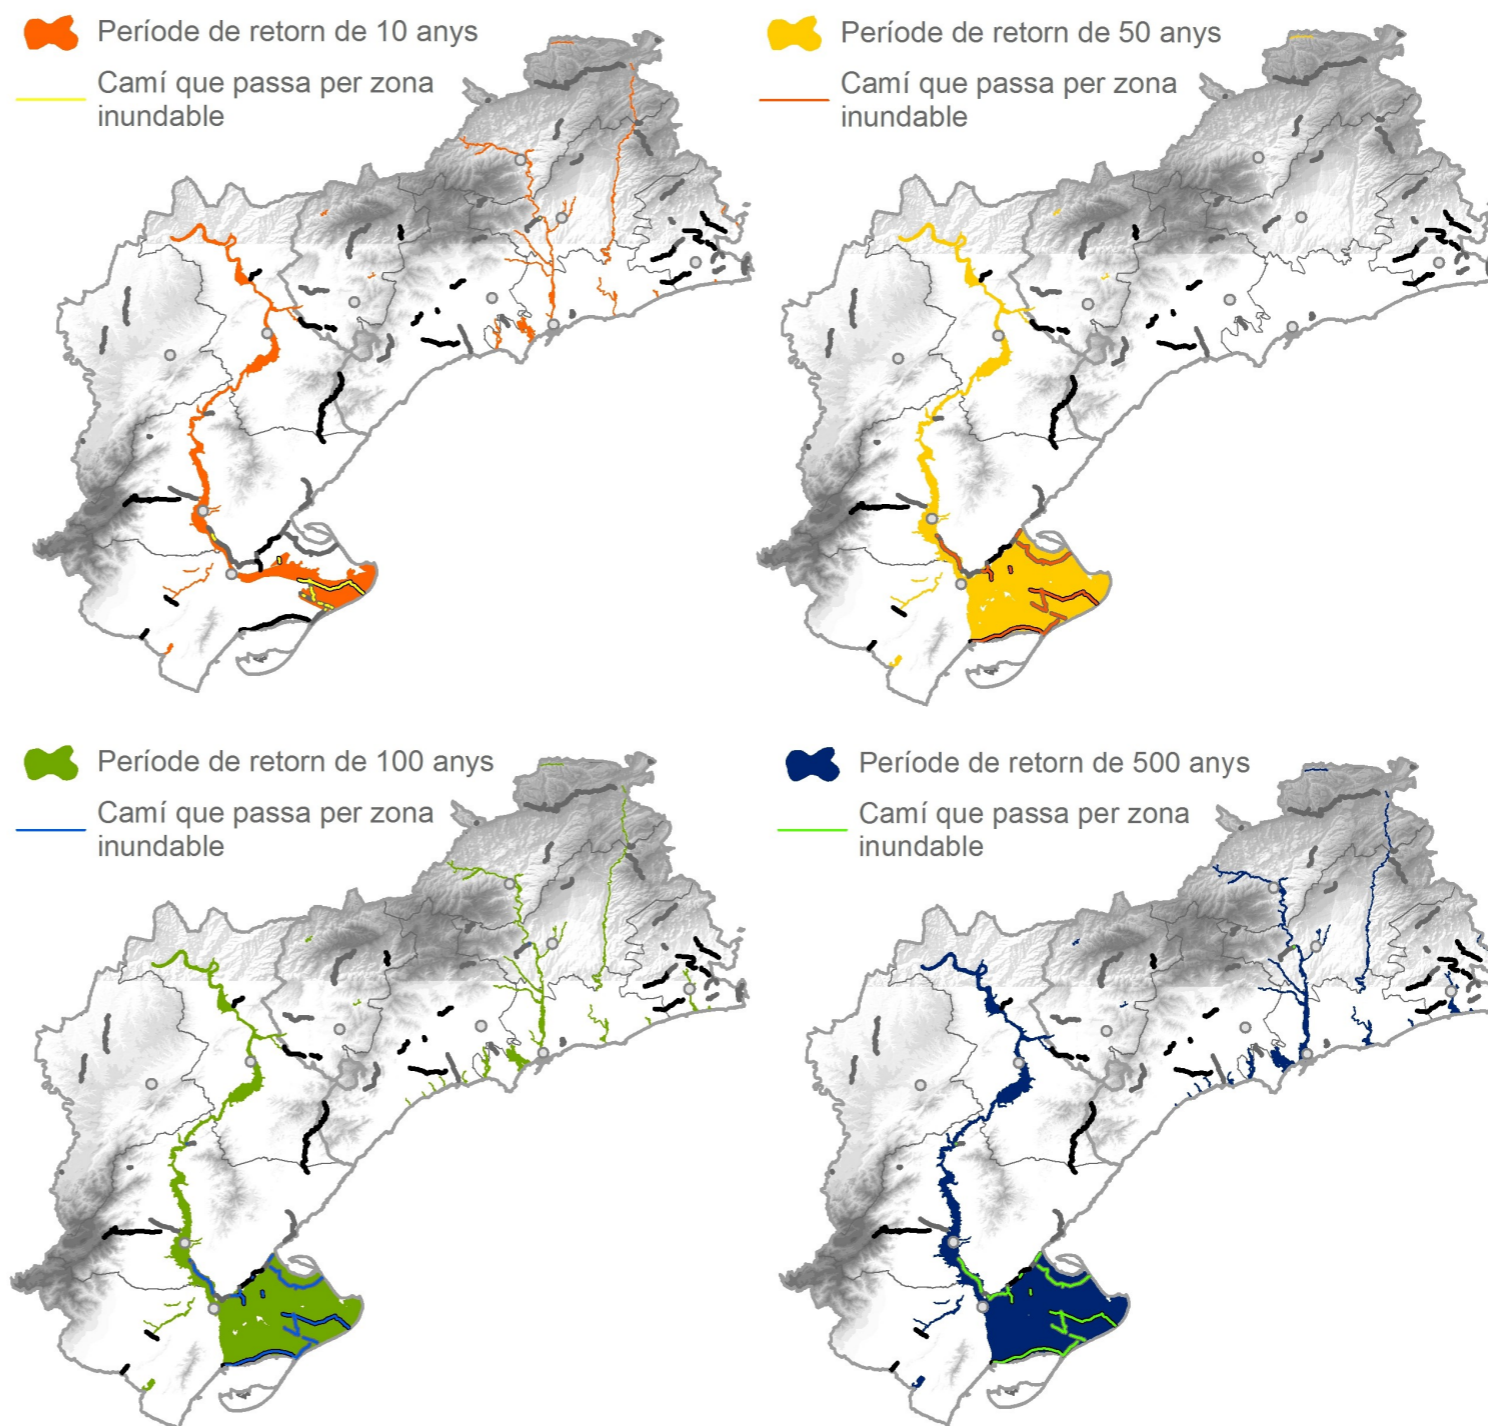 Període de retorn de 10 anys
Camí que passa per zona
inundable
Període de retorn de 50 anys
Camí que passa per zona
inundable
Període de retorn de 100 anys
Camí que passa per zona
inundable
Període de retorn de 500 anys
Camí que passa per zona
inundable